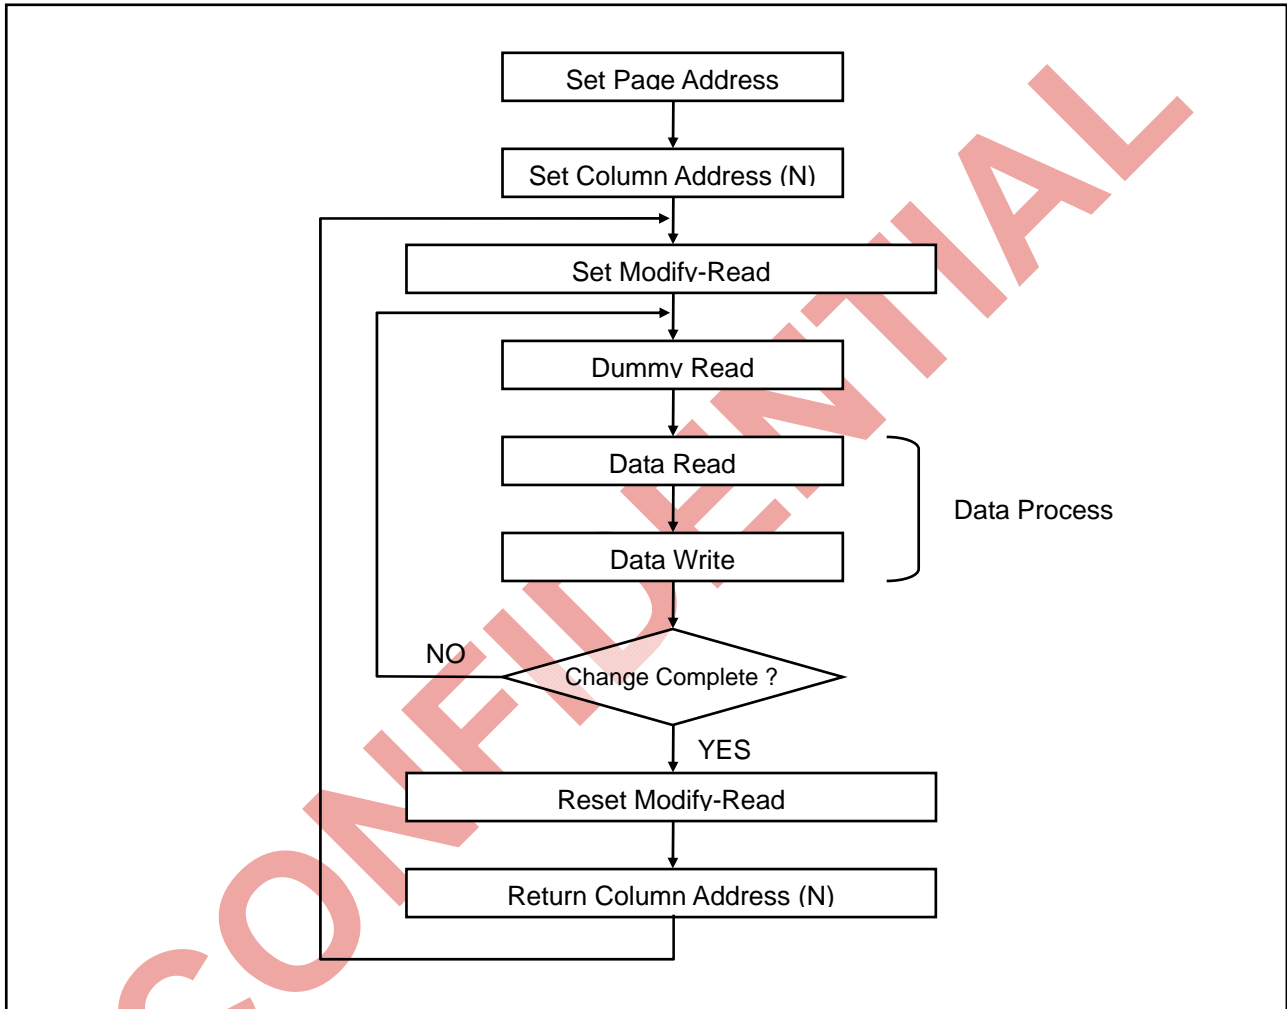 Set Page Address
Set Column Address (N)
Set Modify-Read
Dummy Read
Data Read
Data Process
Data Write
NO
Change Complete ?
YES
Reset Modify-Read
Return Column Address (N)
CONFIDENTIAL